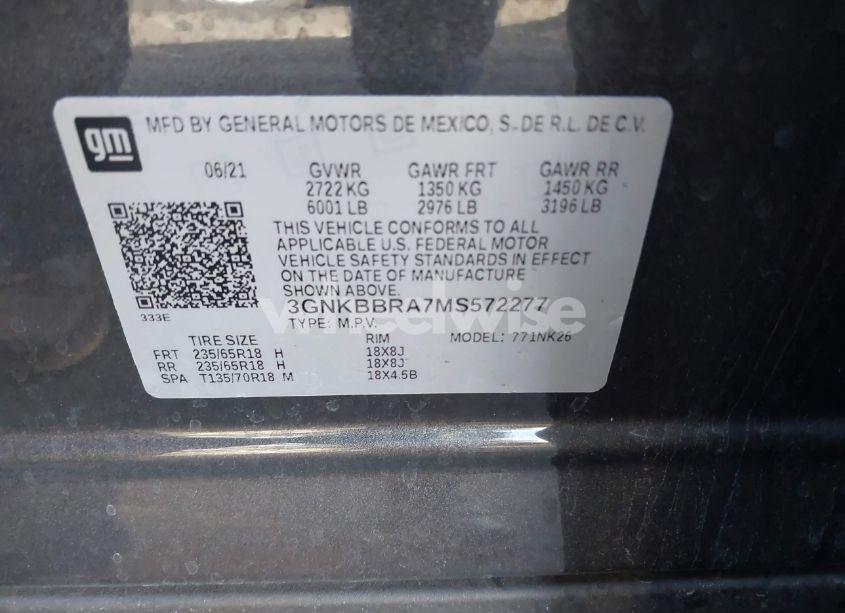 gm
MFD BY GENERAL MOTORS DE MEXICO, S. DE R.L. DE C.V.
06/21 GVWR GAWR FRT GAWR RR
2722 KG 1350 KG 1450 KG
6001 LB 2976 LB 3196 LB
THIS VEHICLE CONFORMS TO ALL
APPLICABLE U.S. FEDERAL MOTOR
VEHICLE SAFETY STANDARDS IN EFFECT
ON THE DATE OF MANUFACTURE
SHOWN ABOVE.
333E
3GNKBBRA7MS572277
TYPE: M.P.V.
wheelwise
TIRE SIZE RIM MODEL: 771NK26
FRT 235/65R18 H 18X8J
RR 235/65R18 H 18X8J
SPA T135/70R18 M 18X4.5B